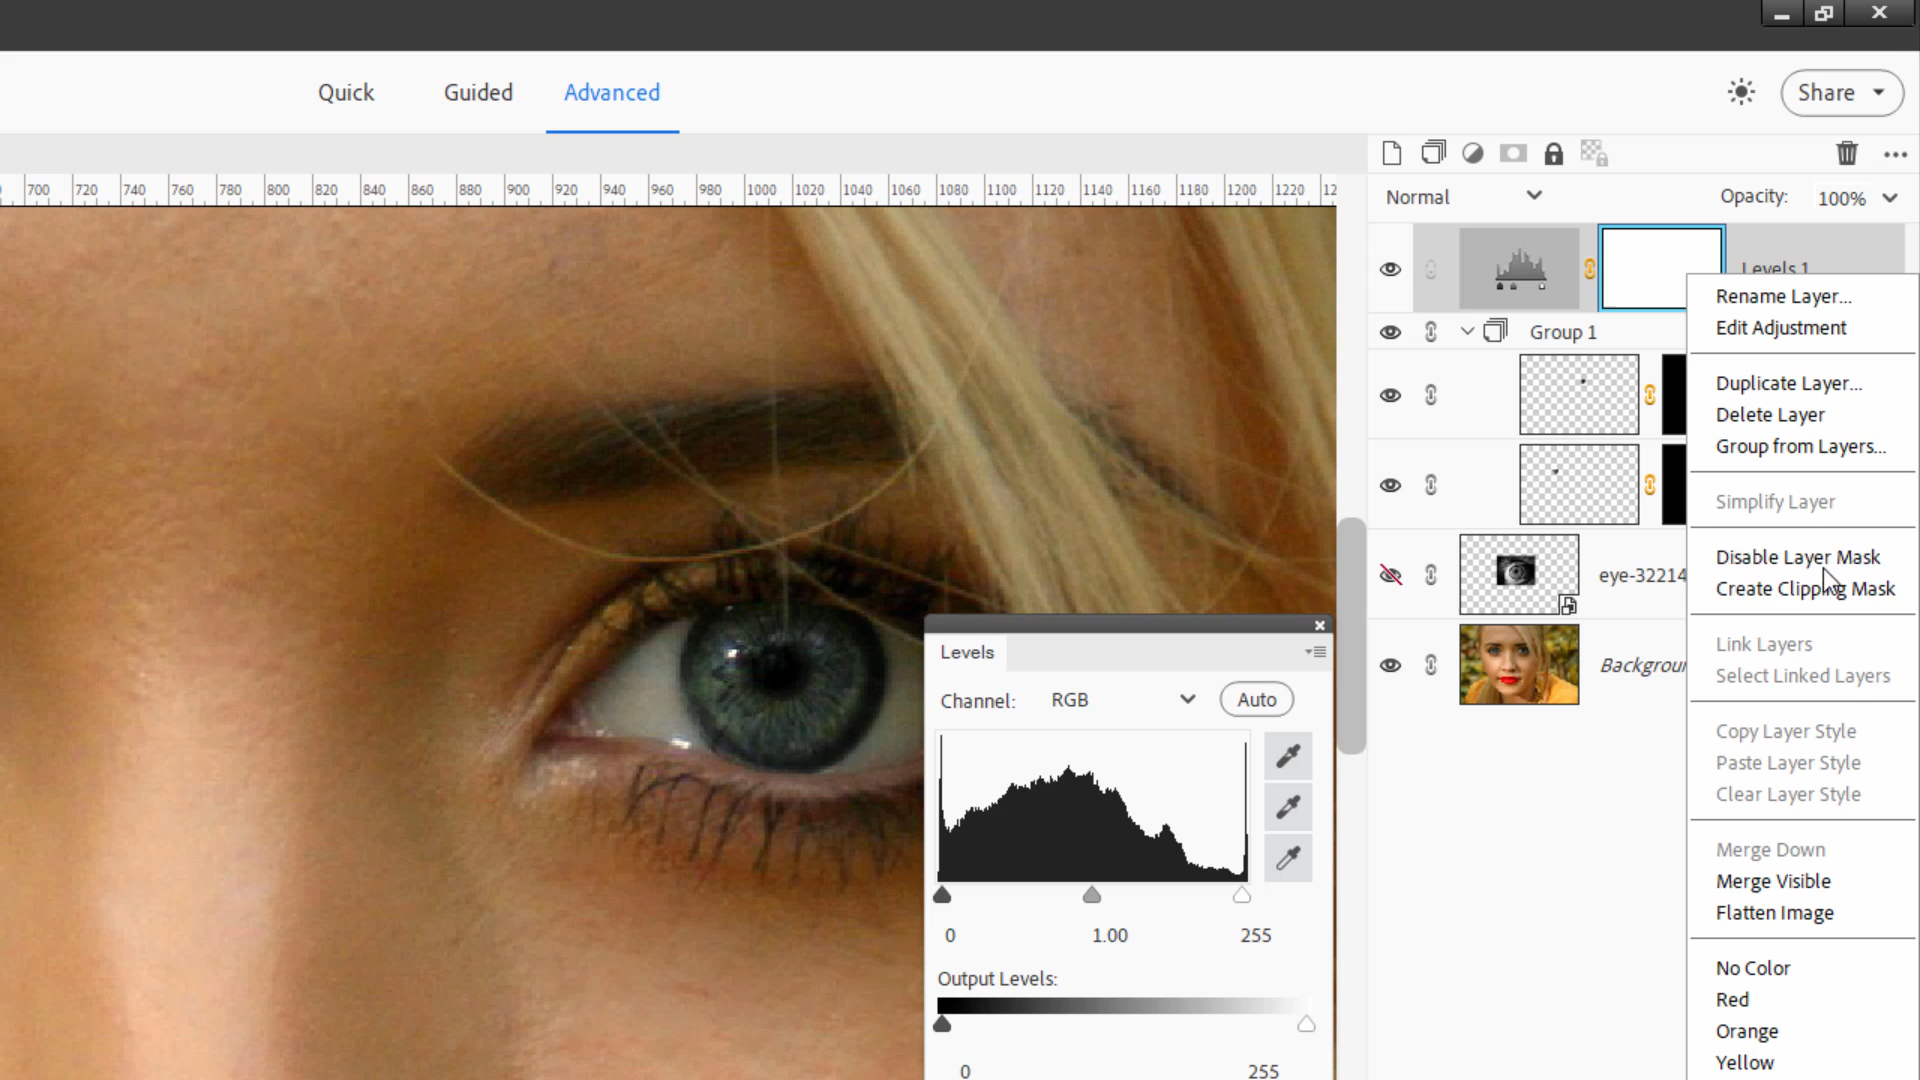 Quick Guided Advanced Share
700 720 740 760 780 800 820 840 860 880 900 920 940 960 980 1000 1020 1040 1060 1080 1100 1120 1140 1160 1180 1200 1220 12
Normal Opacity: 100%
Levels 1
Group 1
eye-32214
Backgrour
Rename Layer...
Edit Adjustment
Duplicate Layer...
Delete Layer
Group from Layers...
Simplify Layer
Disable Layer Mask
Create Clipping Mask
Link Layers
Select Linked Layers
Copy Layer Style
Paste Layer Style
Clear Layer Style
Merge Down
Merge Visible
Flatten Image
No Color
Red
Orange
Yellow
Levels
Channel: RGB Auto
0 1.00 255
Output Levels:
0 255